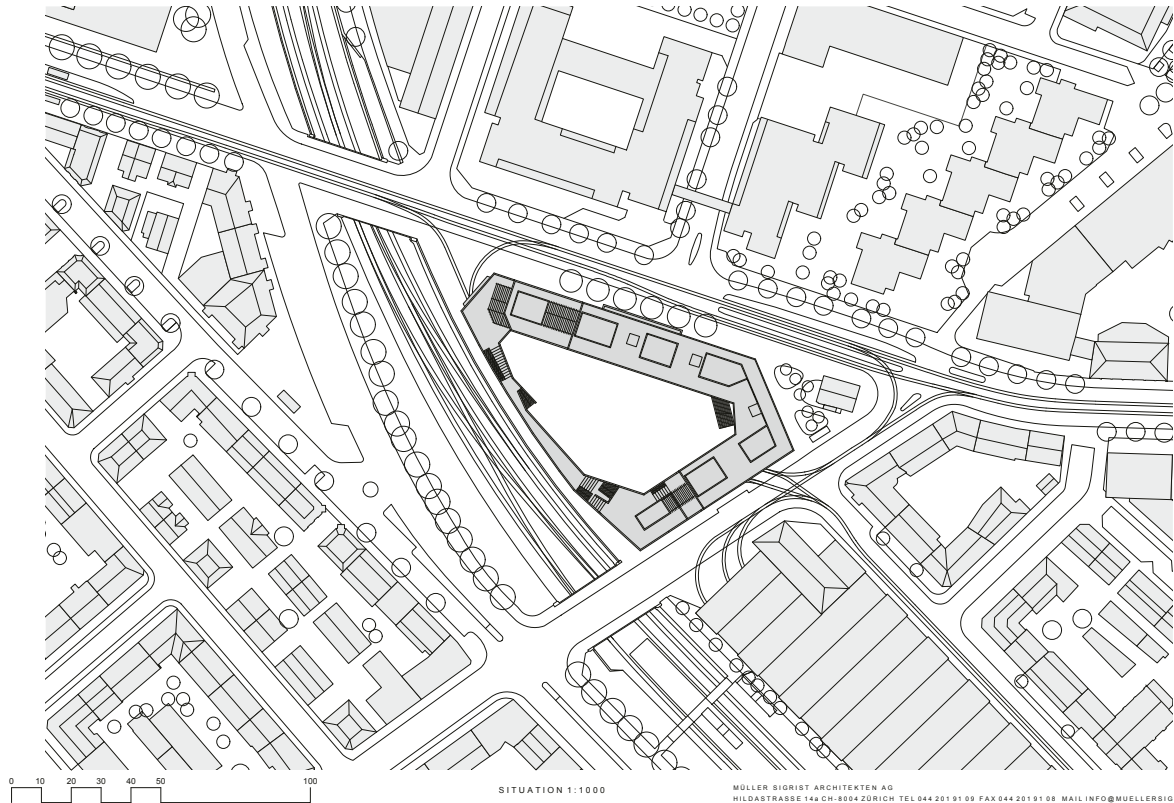 0 10 20 30 40 50 100
SITUATION 1:1000
MÜLLER SIGRIST ARCHITEKTEN AG
HILDASTRASSE 14a CH-8004 ZÜRICH TEL 044 201 91 09 FAX 044 201 91 08 MAIL INFO@MUELLERSIG